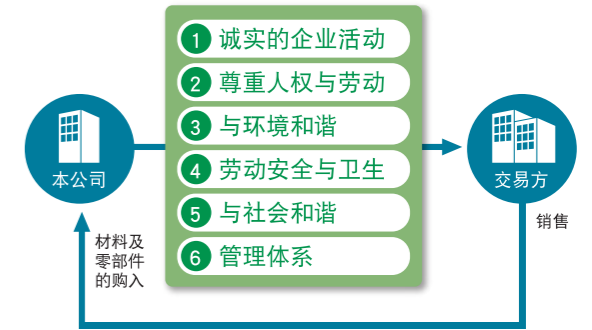 1 诚实的企业活动
2 尊重人权与劳动
3 与环境和谐
4 劳动安全与卫生
5 与社会和谐
6 管理体系
本公司
交易方
销售
材料及
零部件
的购入